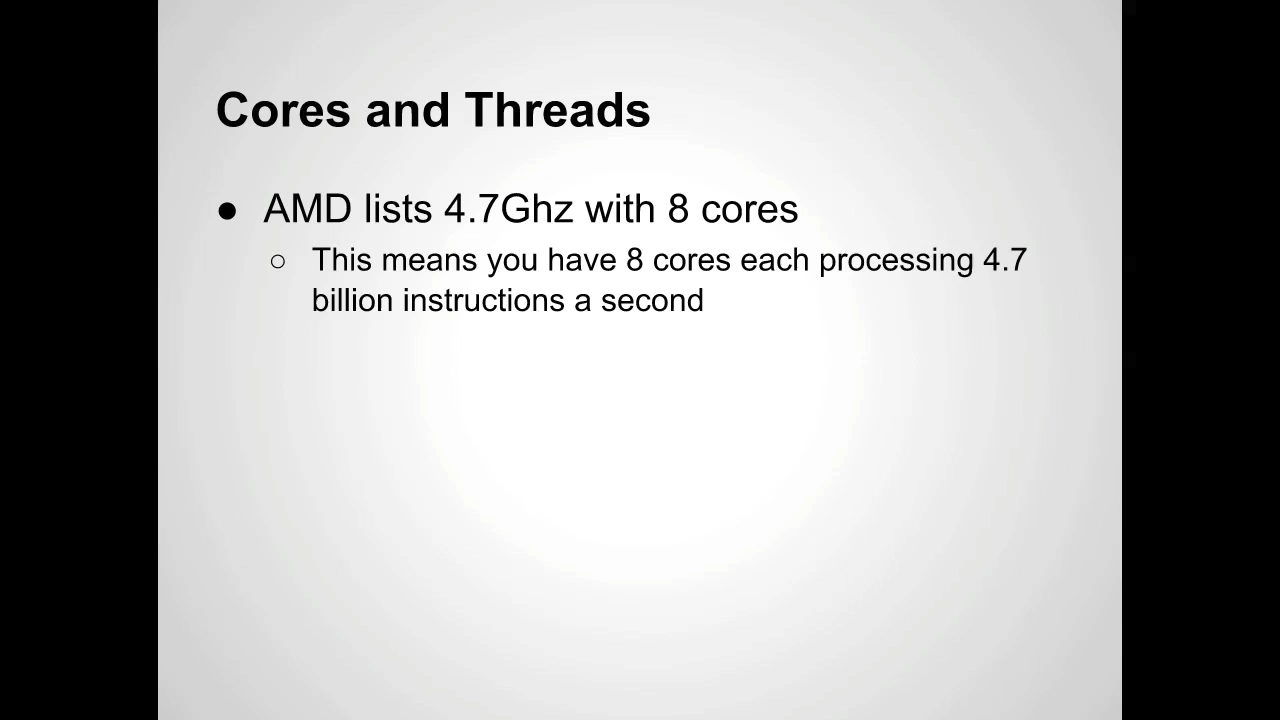 Cores and Threads
● AMD lists 4.7Ghz with 8 cores
○ This means you have 8 cores each processing 4.7
billion instructions a second